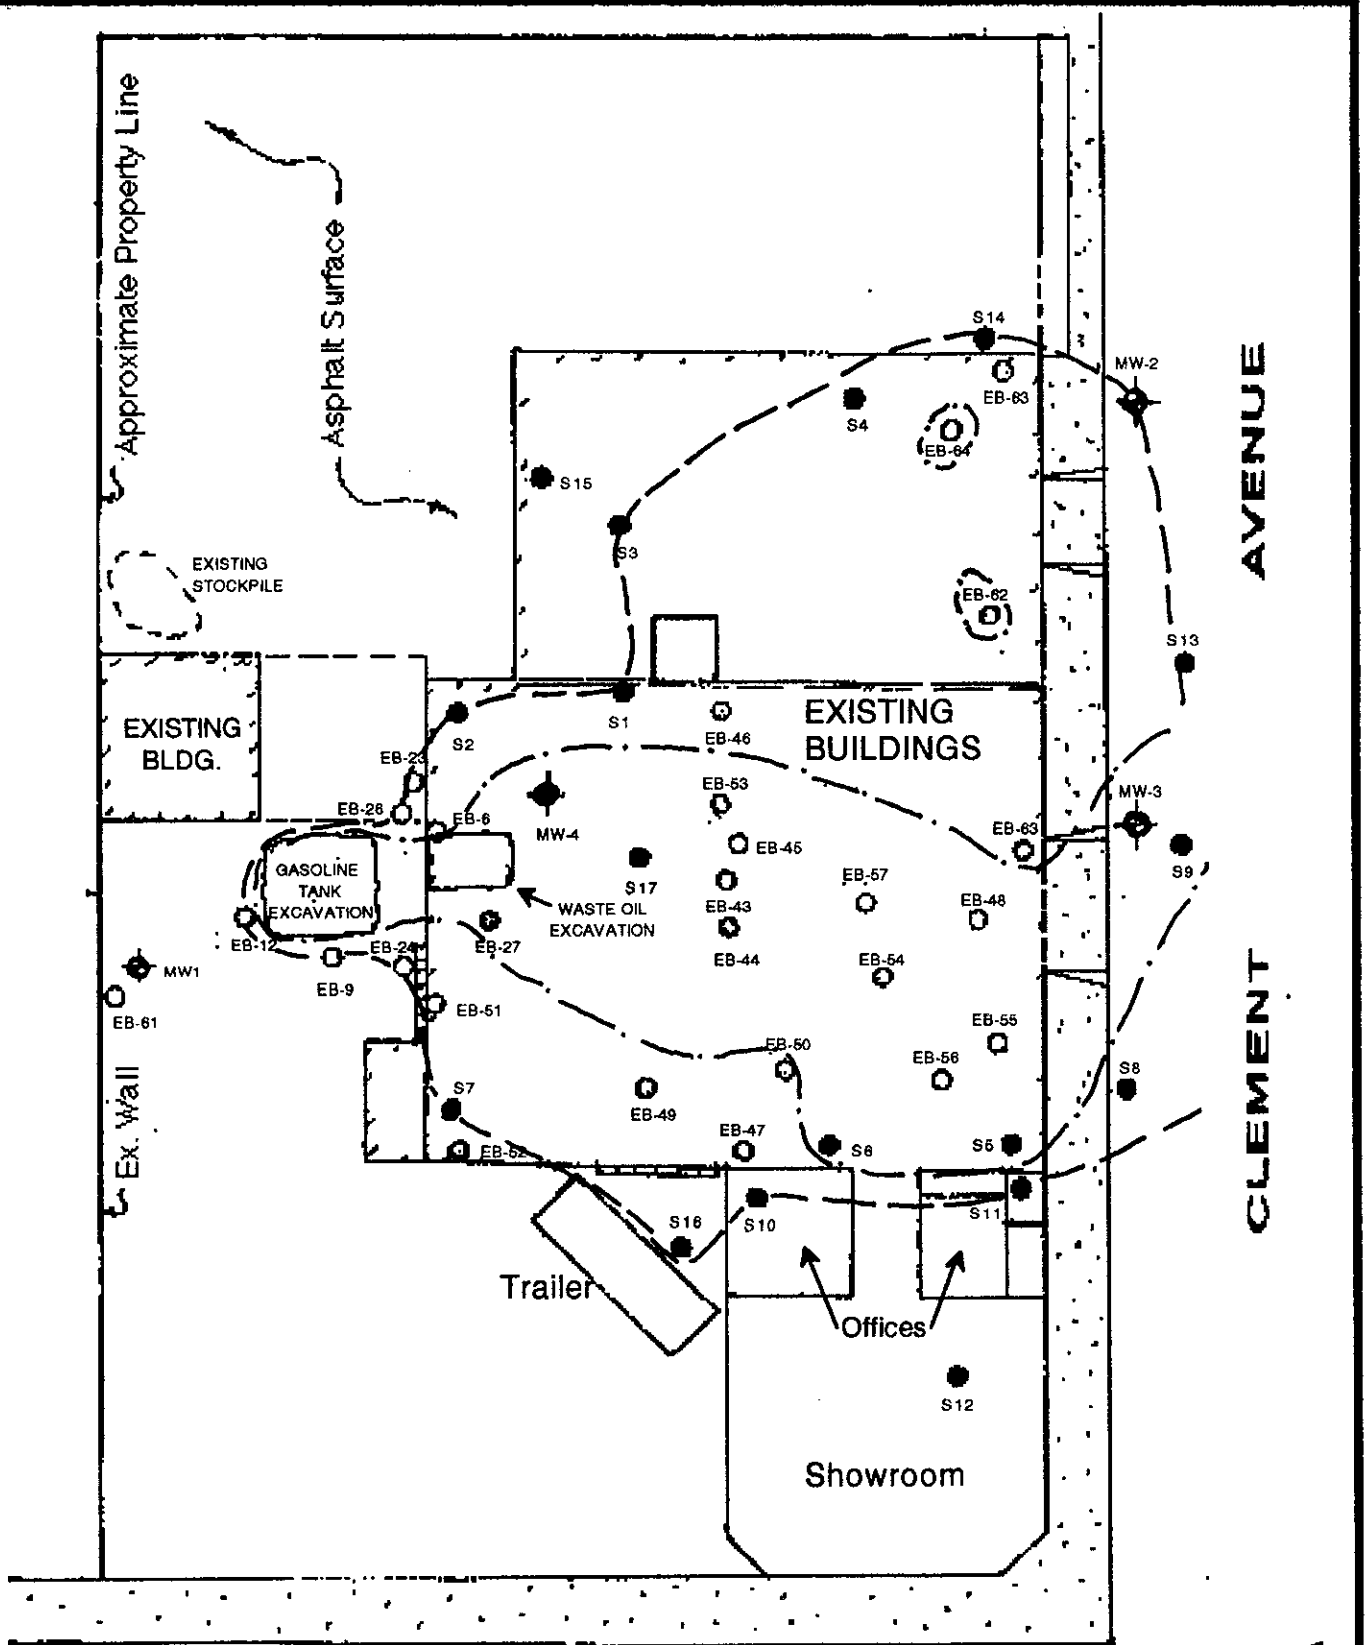 Approximate Property Line
Asphalt Surface
S14
MW-2
EB-63
S4
EB-64
AVENUE
S15
S3
EXISTING
STOCKPILE
EB-62
S13
EXISTING
BLDG.
S2
S1
EB-46
EXISTING
BUILDINGS
EB-23
EB-26
EB-6
MW-4
EB-53
EB-45
EB-63
MW-3
S9
GASOLINE
TANK
EXCAVATION
S17
EB-57
EB-43
EB-48
WASTE OIL
EXCAVATION
EB-12
EB-24
EB-27
EB-44
EB-54
MW1
EB-9
EB-61
EB-51
EB-55
EB-50
EB-56
S8
CLEMENT
Ex. Wall
S7
EB-49
EB-47
EB-52
S6
S5
S16
S10
S11
Trailer
Offices
S12
Showroom